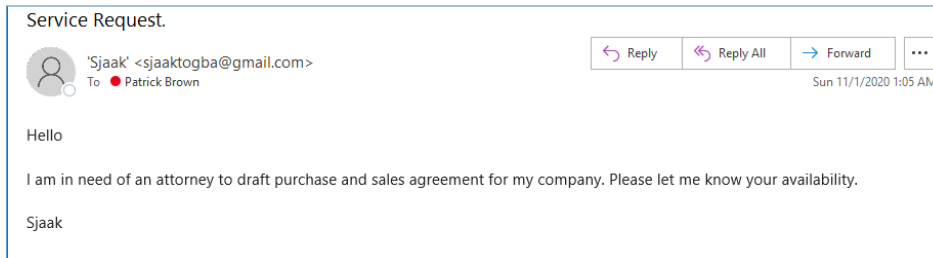 Service Request.
'Sjaak' <sjaaktogba@gmail.com>
To Patrick Brown
Reply Reply All Forward ...
Sun 11/1/2020 1:05 AM
Hello
I am in need of an attorney to draft purchase and sales agreement for my company. Please let me know your availability.
Sjaak